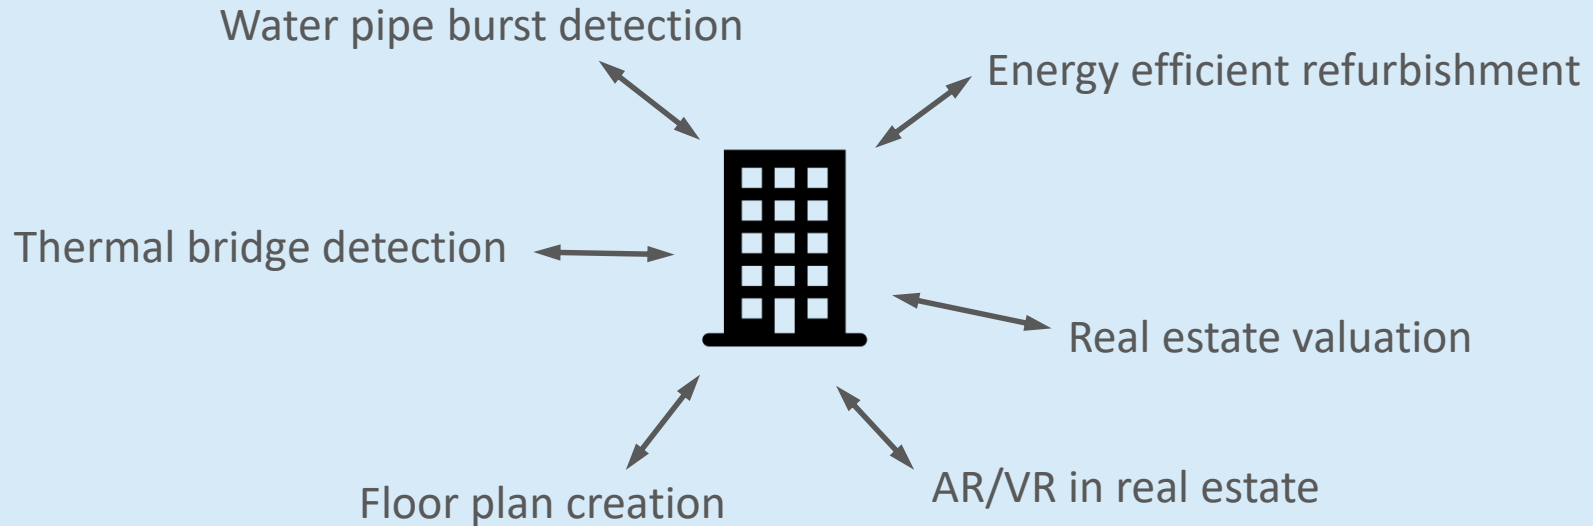 Water pipe burst detection
Energy efficient refurbishment
Thermal bridge detection
Real estate valuation
Floor plan creation
AR/VR in real estate